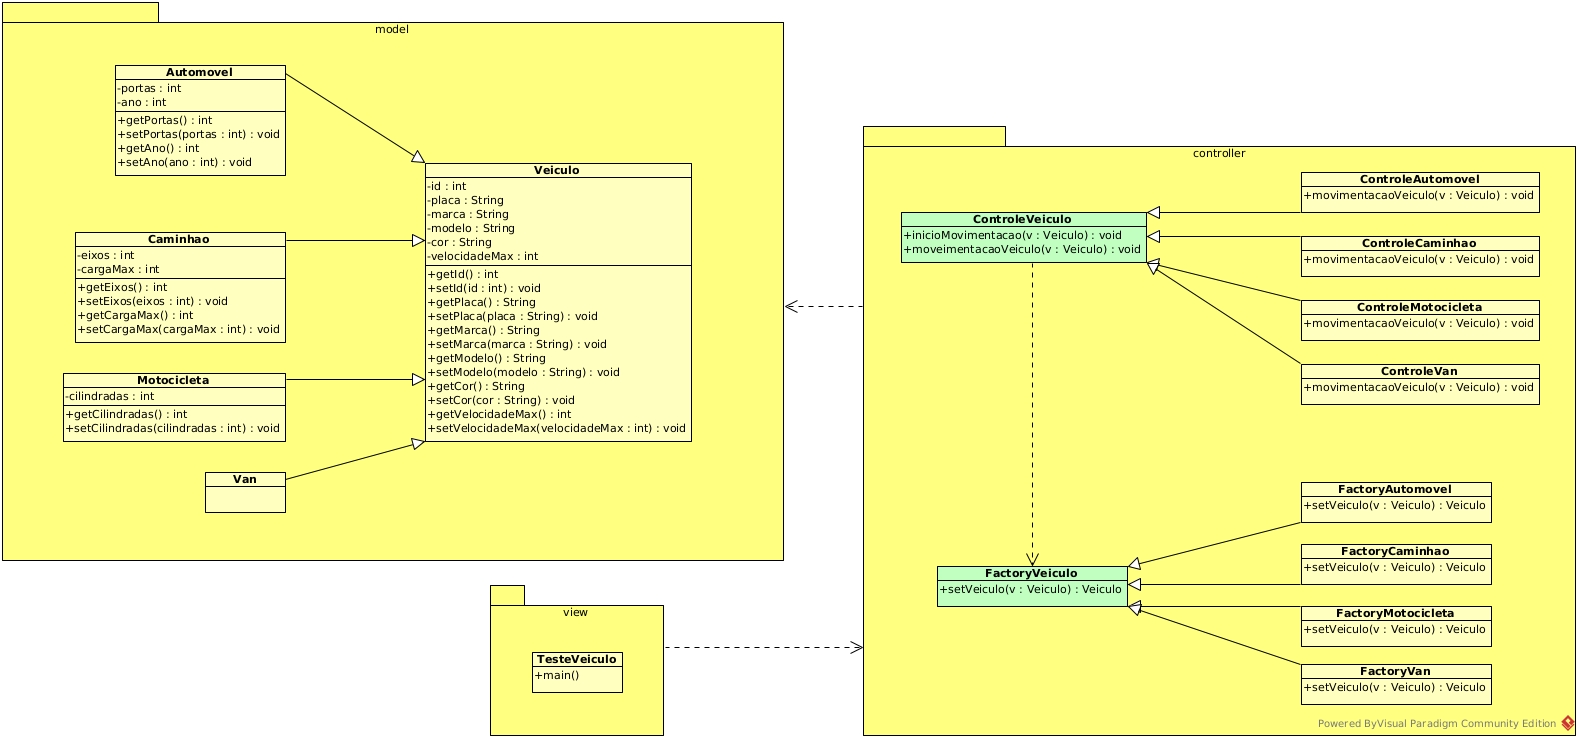 model
Automovel
-portas : int
-ano : int
+getPortas() : int
+setPortas(portas : int) : void
+getAno() : int
+setAno(ano : int) : void
Caminhao
-eixos : int
-cargaMax : int
+getEixos() : int
+setEixos(eixos : int) : void
+getCargaMax() : int
+setCargaMax(cargaMax : int) : void
Motocicleta
-cilindradas : int
+getCilindradas() : int
+setCilindradas(cilindradas : int) : void
Van
Veiculo
-id : int
-placa : String
-marca : String
-modelo : String
-cor : String
-velocidadeMax : int
+getId() : int
+setId(id : int) : void
+getPlaca() : String
+setPlaca(placa : String) : void
+getMarca() : String
+setMarca(marca : String) : void
+getModelo() : String
+setModelo(modelo : String) : void
+getCor() : String
+setCor(cor : String) : void
+getVelocidadeMax() : int
+setVelocidadeMax(velocidadeMax : int) : void
view
TesteVeiculo
+main()
controller
ControleVeiculo
+inicioMovimentacao(v : Veiculo) : void
+moveimentacaoVeiculo(v : Veiculo) : void
ControleAutomovel
+movimentacaoVeiculo(v : Veiculo) : void
ControleCaminhao
+movimentacaoVeiculo(v : Veiculo) : void
ControleMotocicleta
+movimentacaoVeiculo(v : Veiculo) : void
ControleVan
+movimentacaoVeiculo(v : Veiculo) : void
FactoryVeiculo
+setVeiculo(v : Veiculo) : Veiculo
FactoryAutomovel
+setVeiculo(v : Veiculo) : Veiculo
FactoryCaminhao
+setVeiculo(v : Veiculo) : Veiculo
FactoryMotocicleta
+setVeiculo(v : Veiculo) : Veiculo
FactoryVan
+setVeiculo(v : Veiculo) : Veiculo
Powered ByVisual Paradigm Community Edition